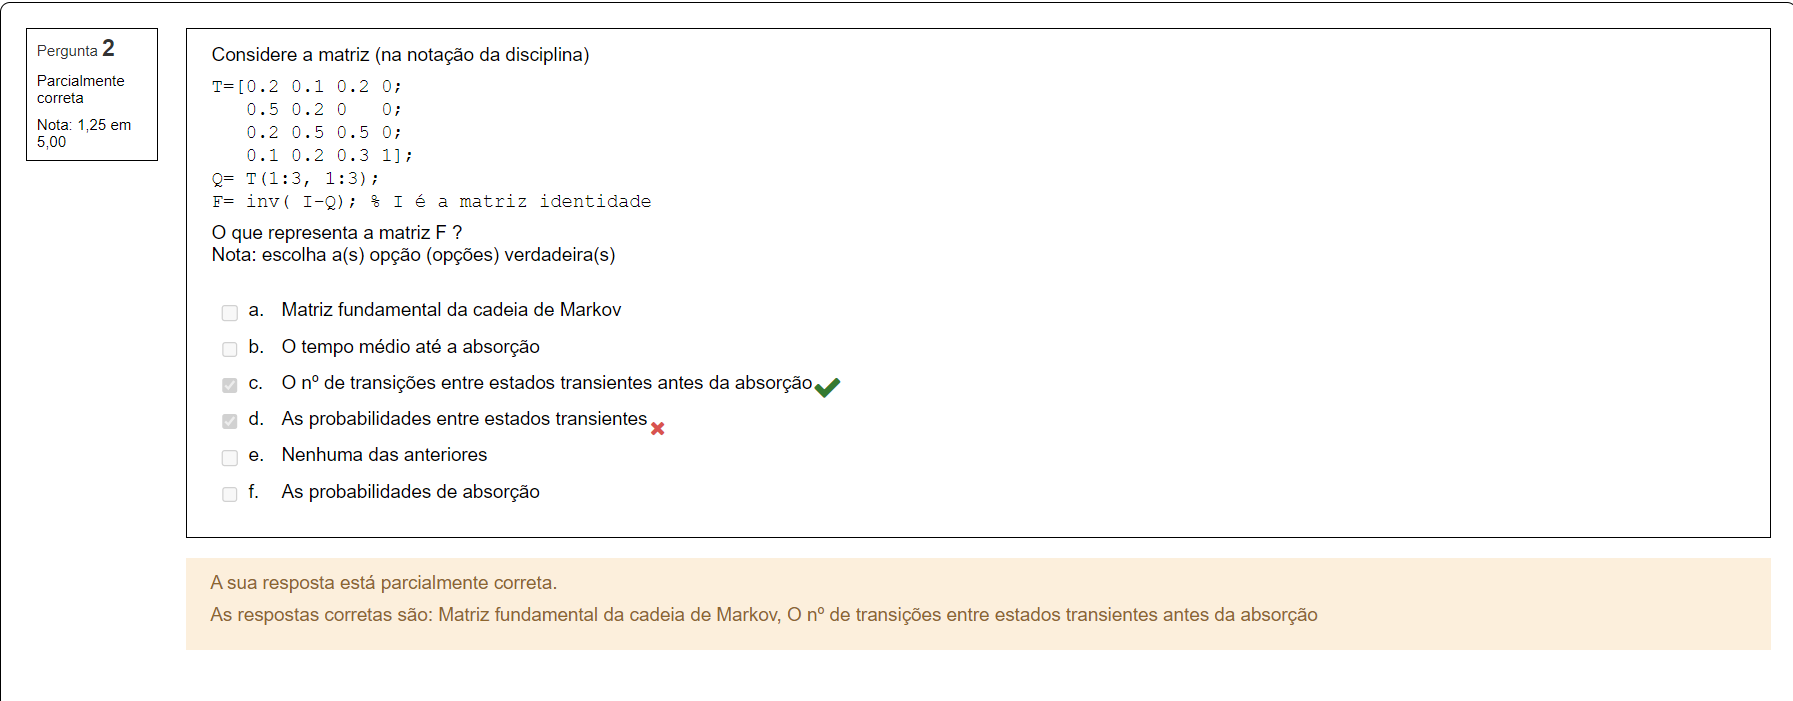 Pergunta 2
Parcialmente
correta
Nota: 1,25 em
5,00
Considere a matriz (na notação da disciplina)
T=[0.2 0.1 0.2 0;
0.5 0.2 0   0;
0.2 0.5 0.5 0;
0.1 0.2 0.3 1];
Q= T(1:3, 1:3);
F= inv( I-Q); % I é a matriz identidade
O que representa a matriz F ?
Nota: escolha a(s) opção (opções) verdadeira(s)
a. Matriz fundamental da cadeia de Markov
b. O tempo médio até a absorção
c. O nº de transições entre estados transientes antes da absorção
d. As probabilidades entre estados transientes
e. Nenhuma das anteriores
f. As probabilidades de absorção
A sua resposta está parcialmente correta.
As respostas corretas são: Matriz fundamental da cadeia de Markov, O nº de transições entre estados transientes antes da absorção